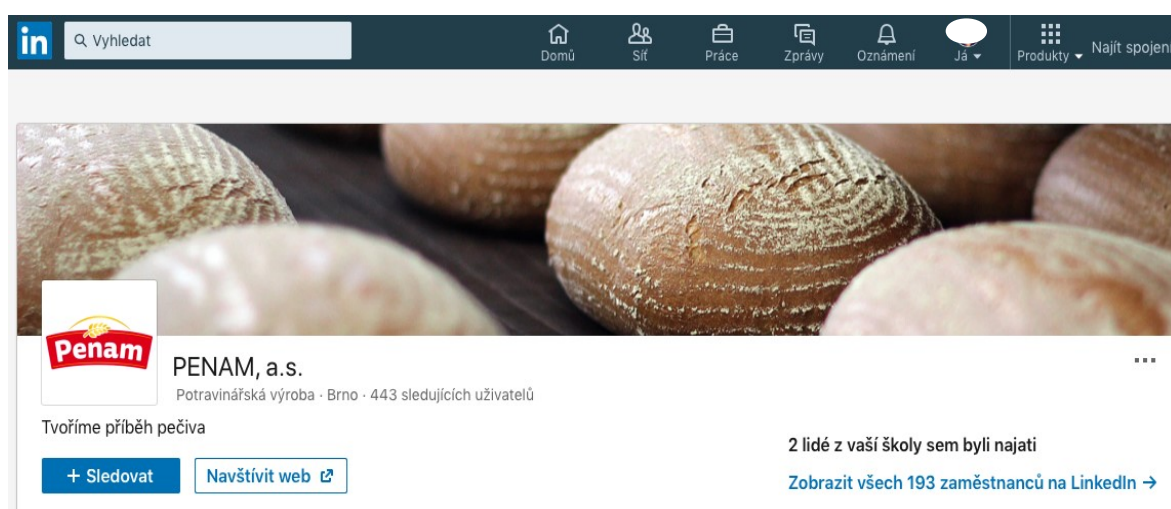 in
Vyhledat
Domů
Síť
Práce
Zprávy
Oznámení
Já
Produkty
Najít spojení
Penam
PENAM, a.s.
Potravinářská výroba · Brno · 443 sledujících uživatelů
Tvoříme příběh pečiva
+ Sledovat
Navštívit web
2 lidé z vaší školy sem byli najati
Zobrazit všech 193 zaměstnanců na LinkedIn →